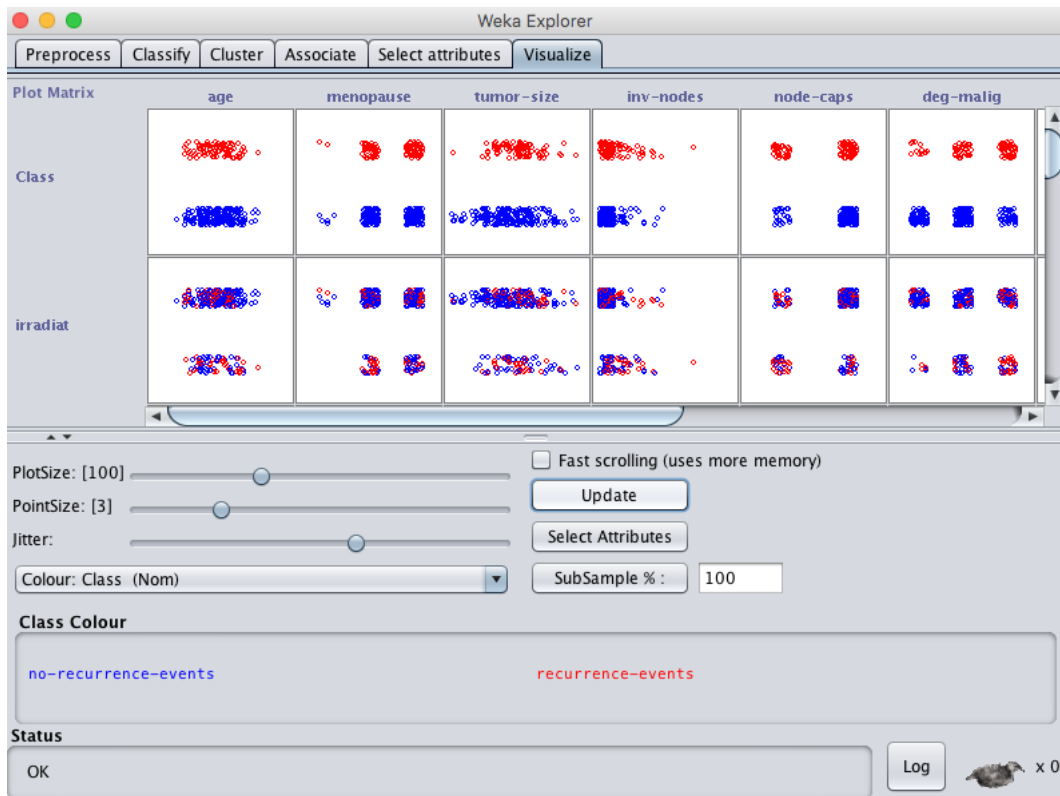 Weka Explorer
Preprocess Classify Cluster Associate Select attributes Visualize
Plot Matrix age menopause tumor-size inv-nodes node-caps deg-malig
Class
irradiat
PlotSize: [100]
Fast scrolling (uses more memory)
Update
PointSize: [3]
Select Attributes
Jitter:
Colour: Class (Nom)
SubSample % : 100
Class Colour
no-recurrence-events recurrence-events
Status
OK
Log
x 0